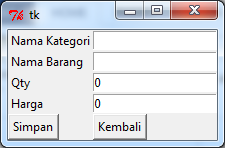 tk
Nama Kategori
Nama Barang
Qty 0
Harga 0
Simpan Kembali